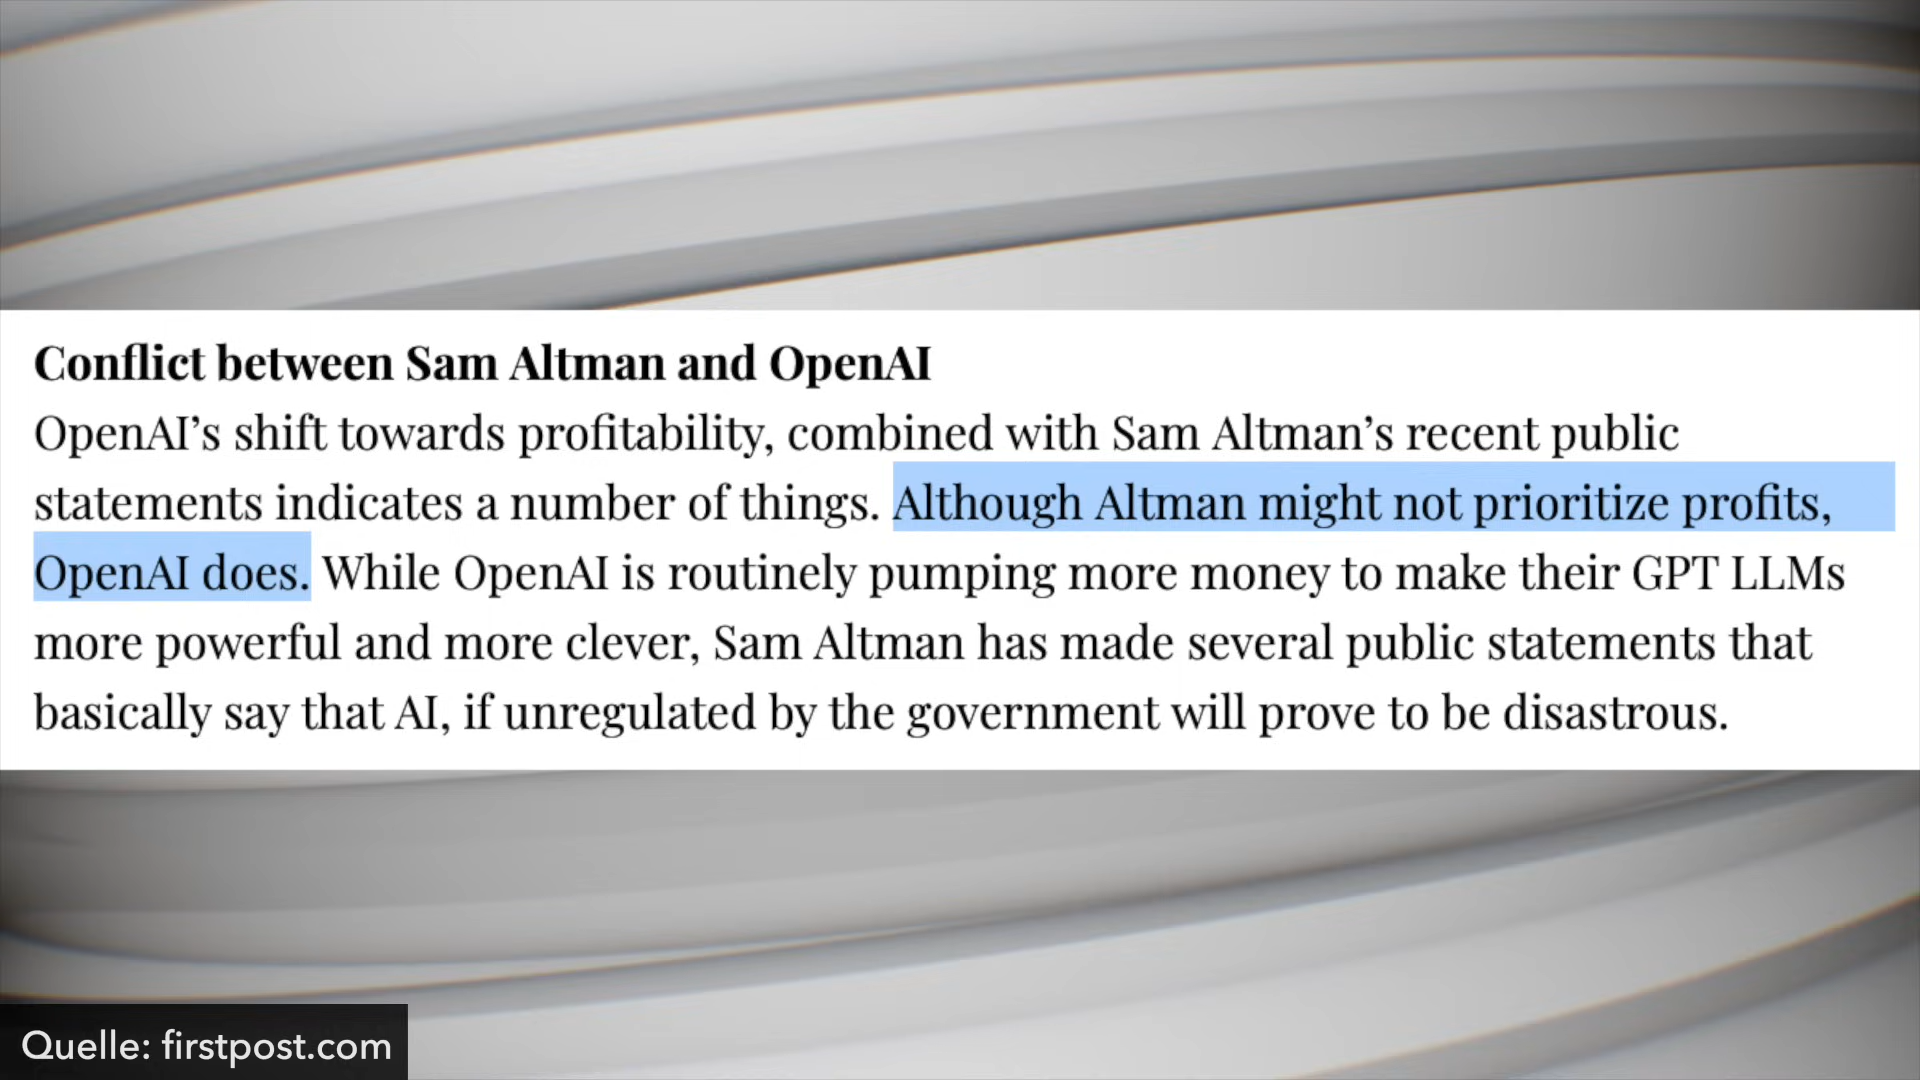 Conflict between Sam Altman and OpenAI
OpenAI’s shift towards profitability, combined with Sam Altman’s recent public
statements indicates a number of things. Although Altman might not prioritize profits,
OpenAI does. While OpenAI is routinely pumping more money to make their GPT LLMs
more powerful and more clever, Sam Altman has made several public statements that
basically say that AI, if unregulated by the government will prove to be disastrous.
Quelle: firstpost.com